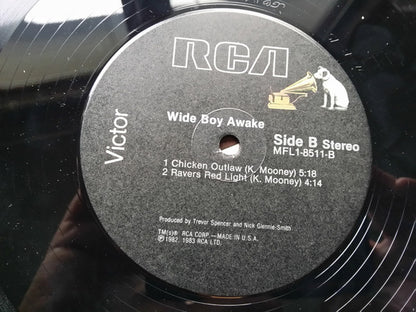 RCA
Victor
Wide Boy Awake
Side B Stereo
MFL1-8511-B
1 Chicken Outlaw (K. Mooney) 5:18
2 Ravers Red Light (K. Mooney) 4:14
Produced by Trevor Spencer and Nick Glennie-Smith
TM(s)® RCA CORP.—MADE IN U.S.A.
℗1982, 1983 RCA LTD.